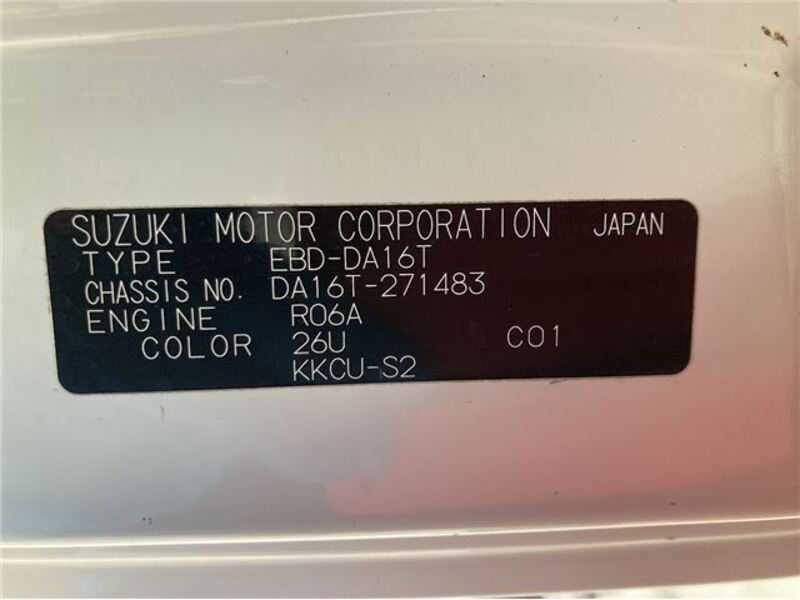 SUZUKI MOTOR CORPORATION JAPAN
TYPE EBD-DA16T
CHASSIS NO. DA16T-271483
ENGINE R06A
COLOR 26U C01
KKCU-S2